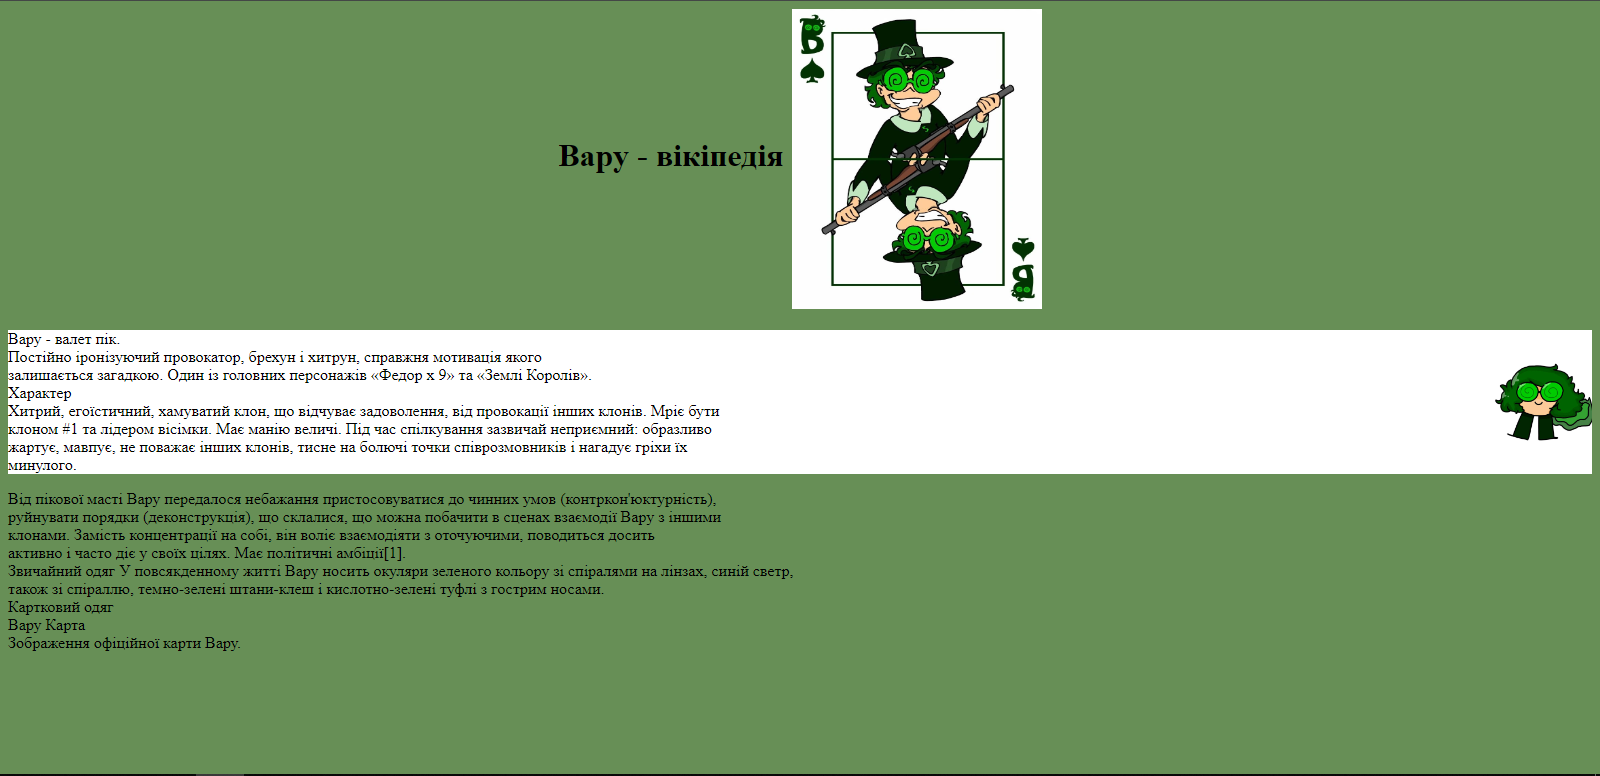 В
Вару - вікіпедія
В
Вару - валет пік.
Постійно іронізуючий провокатор, брехун і хитрун, справжня мотивація якого
залишається загадкою. Один із головних персонажів «Федор х 9» та «Землі Королів».
Характер
Хитрий, егоїстичний, хамуватий клон, що відчуває задоволення, від провокації інших клонів. Мріє бути
клоном #1 та лідером вісімки. Має манію величі. Під час спілкування зазвичай неприємний: образливо
жартує, мавпує, не поважає інших клонів, тисне на болючі точки співрозмовників і нагадує гріхи їх
минулого.
Від пікової масті Вару передалося небажання пристосовуватися до чинних умов (контркон'юктурність),
руйнувати порядки (деконструкція), що склалися, що можна побачити в сценах взаємодії Вару з іншими
клонами. Замість концентрації на собі, він воліє взаємодіяти з оточуючими, поводиться досить
активно і часто діє у своїх цілях. Має політичні амбіції[1].
Звичайний одяг У повсякденному житті Вару носить окуляри зеленого кольору зі спіралями на лінзах, синій светр,
також зі спіраллю, темно-зелені штани-клеш і кислотно-зелені туфлі з гострим носами.
Картковий одяг
Вару Карта
Зображення офіційної карти Вару.